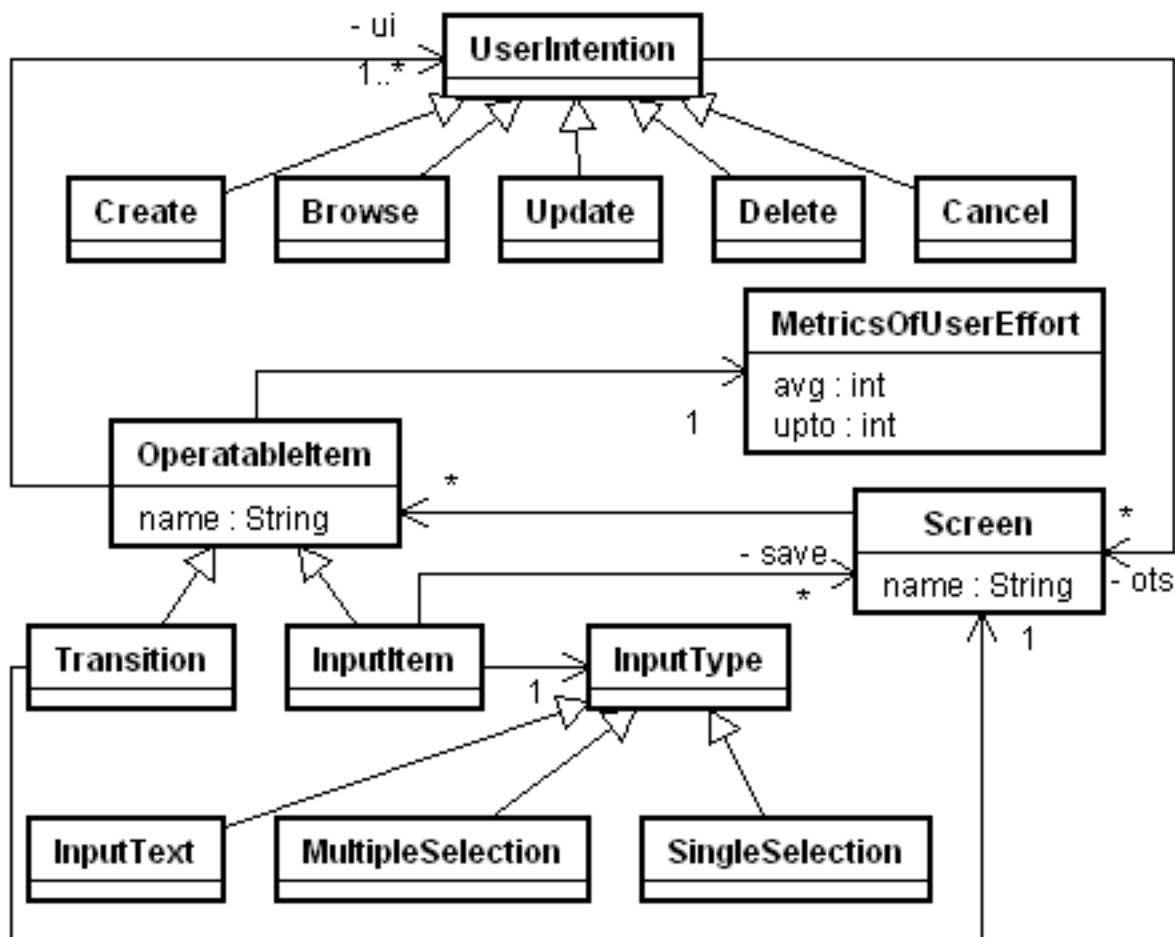 - ui
1..*
UserIntention
Create
Browse
Update
Delete
Cancel
MetricsOfUserEffort
avg : int
upto : int
1
OperatableItem
name : String
*
Screen
name : String
*
- ots
- save
*
1
Transition
InputItem
1
InputType
InputText
MultipleSelection
SingleSelection